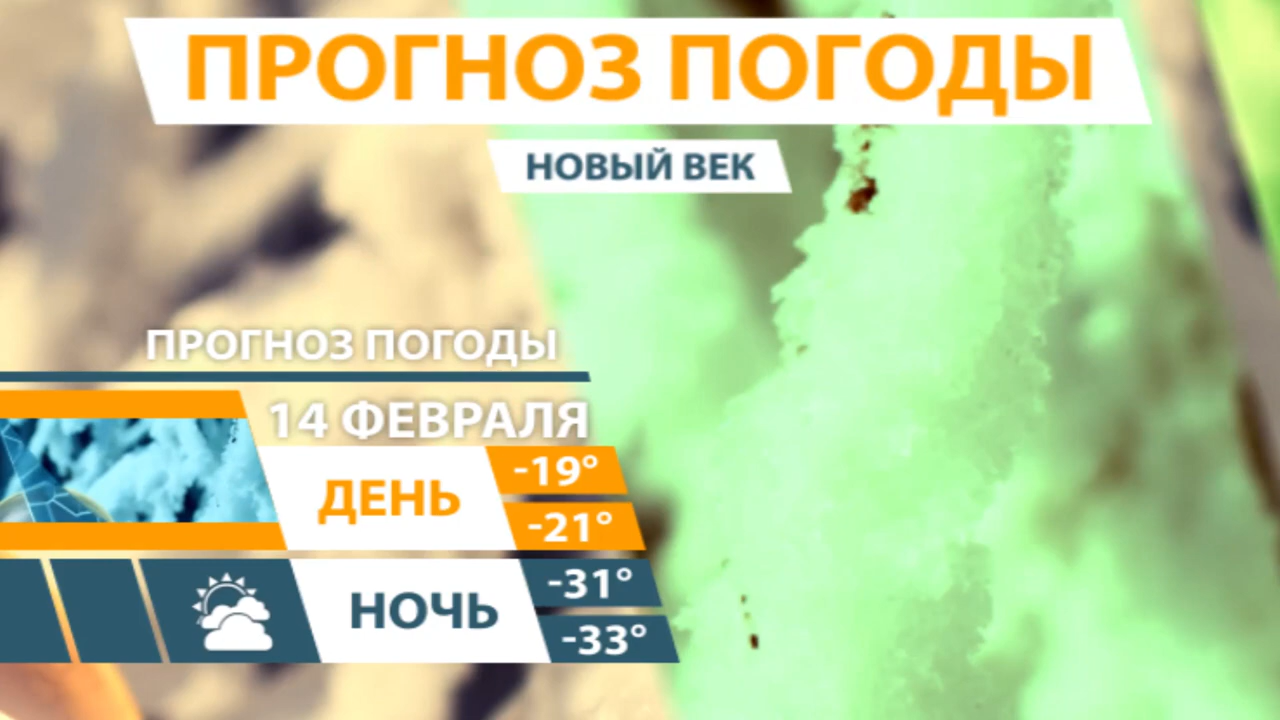 ПРОГНОЗ ПОГОДЫ
НОВЫЙ ВЕК
ПРОГНОЗ ПОГОДЫ
14 ФЕВРАЛЯ
ДЕНЬ
-19°
-21°
НОЧЬ
-31°
-33°